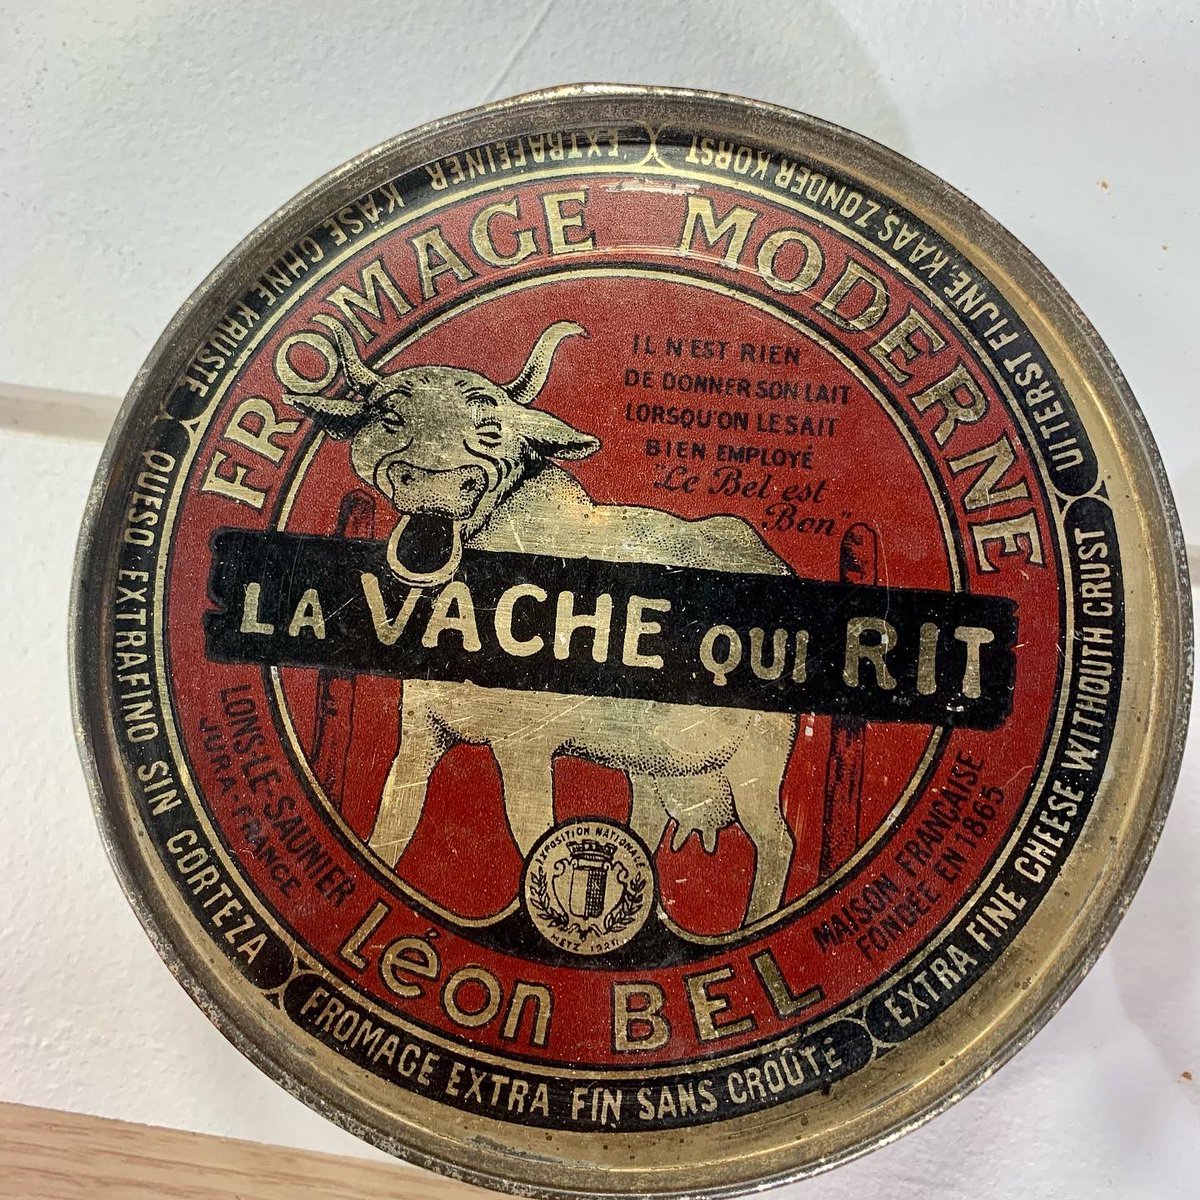 FROMAGE MODERNE
IL N'EST RIEN
DE DONNER SON LAIT
LORSQU'ON LE SAIT
BIEN EMPLOYÉ
"Le Bel est
Bon"
LA VACHE QUI RIT
LONS-LE-SAUNIER
JURA-FRANCE
MAISON FRANÇAISE
FONDÉE EN 1865
EXPOSITION NATIONALE
METZ
Léon BEL
EXTRAFEINER KÄSE OHNE KRUSTE
UITERST FIJNE KAAS ZONDER KORST
QUESO EXTRAFINO SIN CORTEZA
FROMAGE EXTRA FIN SANS CROÛTE
EXTRA FINE CHEESE WITHOUTH CRUST